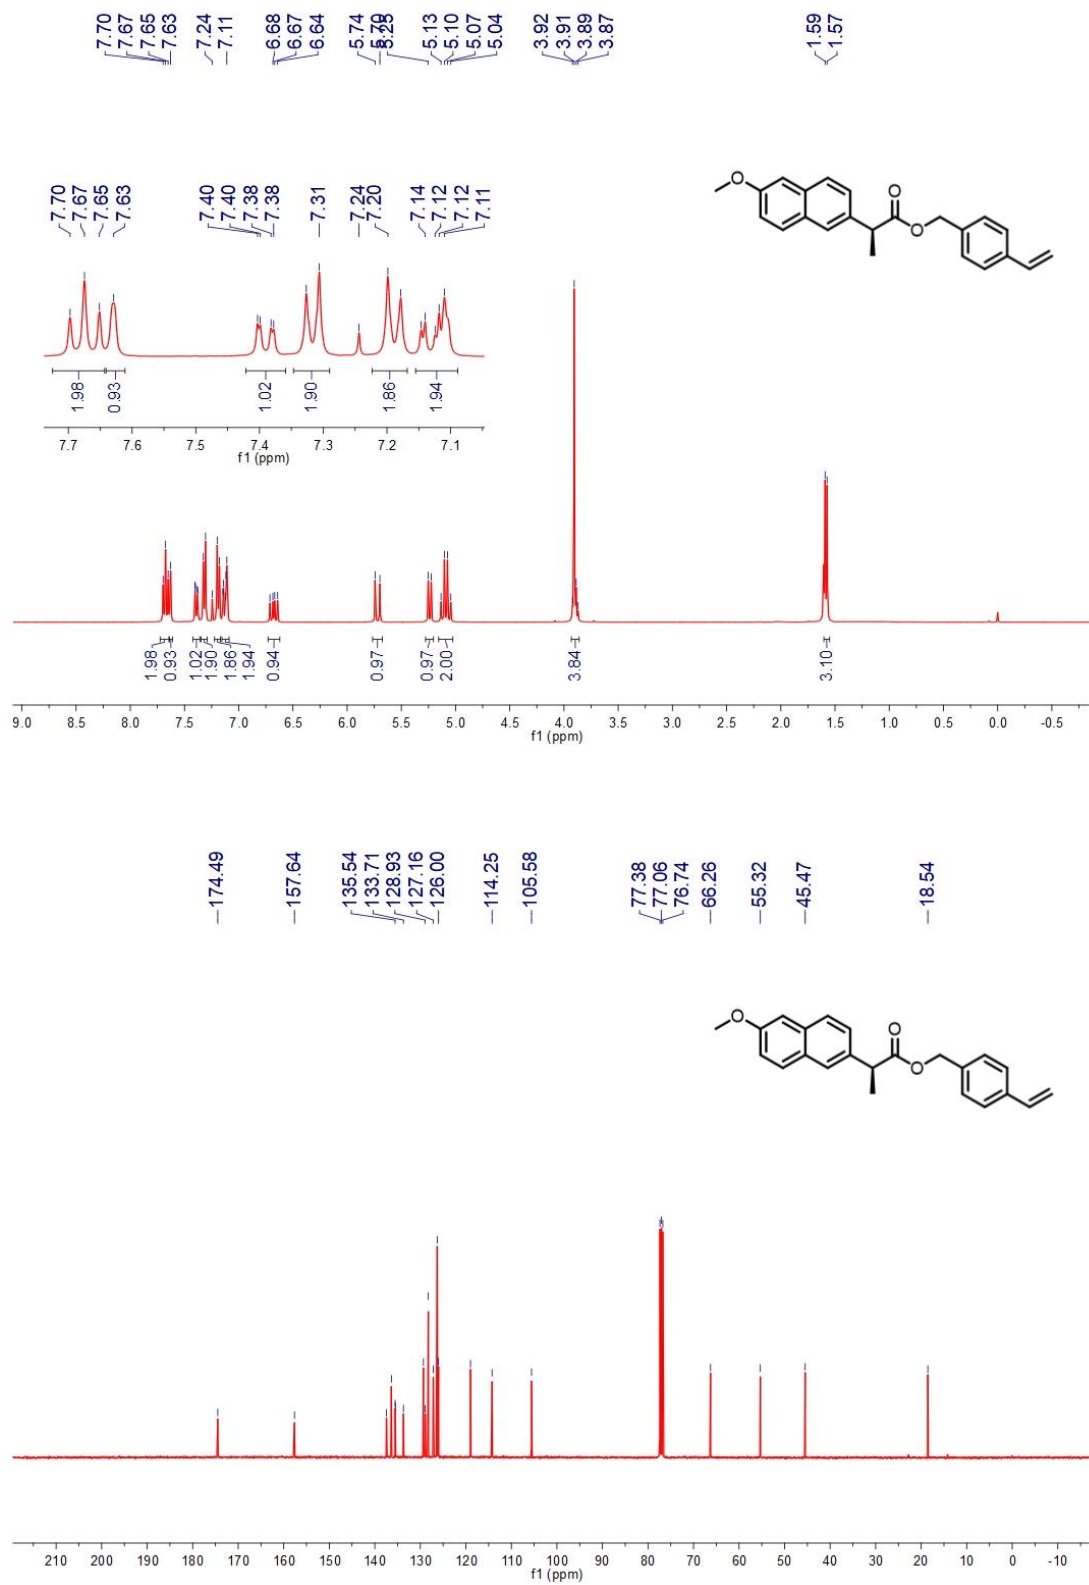 7.70 7.67 7.65 7.63 7.24 7.11 6.68 6.67 6.64 5.74 5.70 5.25 5.13 5.10 5.07 5.04 3.92 3.91 3.89 3.87 1.59 1.57
7.70 7.67 7.65 7.63 7.40 7.40 7.38 7.38 7.31 7.24 7.20 7.14 7.12 7.12 7.11
O
O
O
1.98 0.93 1.02 1.90 1.86 1.94
7.7 7.6 7.5 7.4 7.3 7.2 7.1
f1 (ppm)
1.98 0.93 1.02 1.90 1.86 1.94 0.94 0.97 0.97 2.00 3.84 3.10
9.0 8.5 8.0 7.5 7.0 6.5 6.0 5.5 5.0 4.5 4.0 3.5 3.0 2.5 2.0 1.5 1.0 0.5 0.0 -0.5
f1 (ppm)
174.49 157.64 135.54 133.71 128.93 127.16 126.00 114.25 105.58 77.38 77.06 76.74 66.26 55.32 45.47 18.54
O
O
O
210 200 190 180 170 160 150 140 130 120 110 100 90 80 70 60 50 40 30 20 10 0 -10
f1 (ppm)